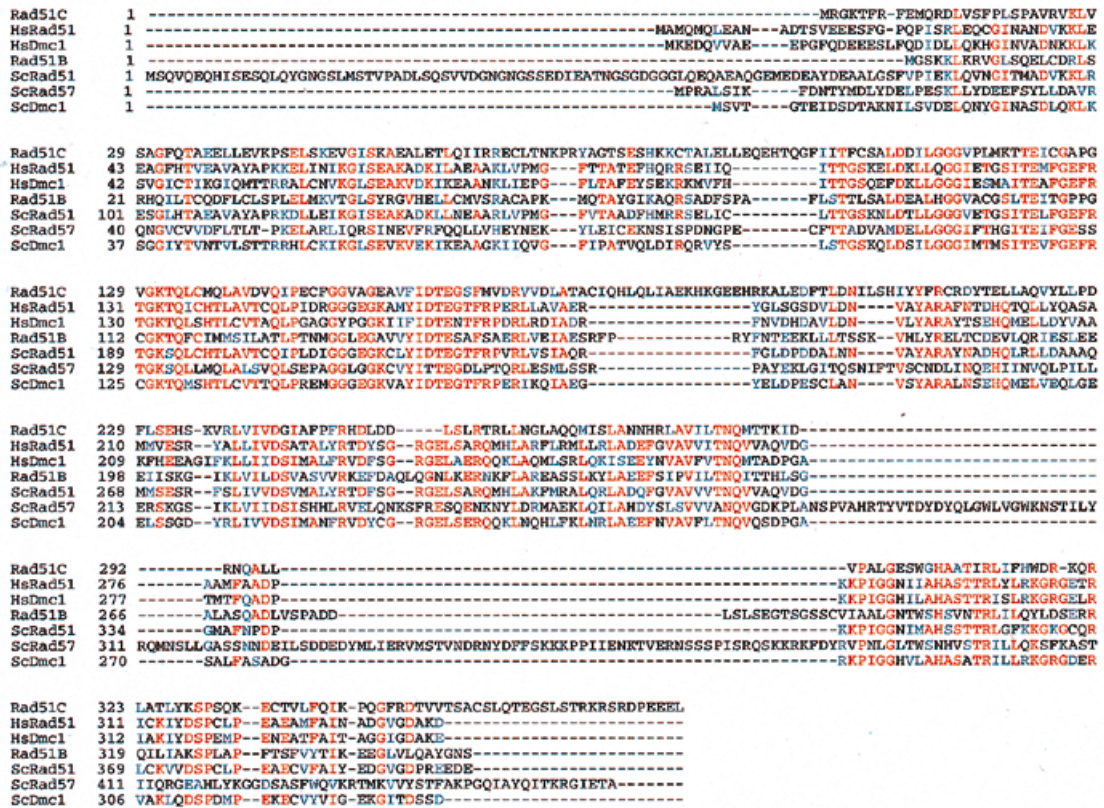 Rad51C 1 --------------------------------------------------------------------------MRGKTFR-FEMQRDLVSFPLSPAVRVKLV
HsRad51 1 ---------------------------------------------------------MAMQMQLEAN----ADTSVEEESFG-PQPISRLEQCGINANDVKKLE
HsDmc1 1 ----------------------------------------------------------MKEDQVVAE----EPGFQDEEESLFQDIDLLQKHGINVADNKKLK
Rad51B 1 ----------------------------------------------------------------------------------MGSKKLKRVGLSQELCDRLS
ScRad51 1 MSQVQEQHISESQLQYGNGSLMSTVPADLSQSVVDGNGNGSSEDIEATNGSGDGGGLQEQAEAQGEMEDEAYDEAALGSFVPIEKLQVNGITMADVKKLR
ScRad57 1 -----------------------------------------------------------MPRALSIK----FDNTYMDLYDELPESKLLYDEEFSYLLDAVR
ScDmc1 1 ---------------------------------------------------------------MSVT----GTEIDSDTAKNILSVDELQNYGINASDLQKLK
Rad51C 29 SAGFQTAEELLEVKPSELSKEVGISKAEALETLQIIRRECLTNKPRYAGTSESHKKCTALELLEQEHTQGFIITFCSALDDILGGGVPLMKTTEICGAPG
HsRad51 43 EAGFHTVEAVAYAPKKELINIKGISEAKADKILAEAAKLVPMG----FTTATEFHQRRSEIIQ-------ITTGSKELDKLLQGGIETGSITEMFGEFR
HsDmc1 42 SVGICTIKGIQMTTRRALCNVKGLSEAKVDKIKEAANKLIEPG----FLTAFEYSEKRKMVFH-------ITTGSQEFDKLLGGGIESMAITEAFGEFR
Rad51B 21 RHQILTCQDFLCLSPLELMKVTGLSYRGVHELLCMVSRACAPK----MQTAYGIKAQRSADFSPA-----FLSTTLSALDEALHGGVACGSLTEITGPPG
ScRad51 101 ESGLHTAEAVAYAPRKDLLEIKGISEAKADKLLNEAARLVPMG----FVTAADFHMRRSELIC-------LTTGSKNLDTLLGGGVETGSITELFGEFR
ScRad57 40 QNGVCVVDFLTLT-PKELARLIQRSINEVFRFQQLLVHEYNEK----YLEICEKNSISPDNGPE------CFTTADVAMDELLGGGIFTHGITEIFGESS
ScDmc1 37 SGGIYTVNTVLSTTRRHLCKIKGLSEVKVEKIKEAAGKIIQVG----FIPATVQLDIRQRVYS-------LSTGSKQLDSILGGGIMTMSITEVFGEFR
Rad51C 129 VGKTQLCMQLAVDVQIPECFGGVAGEAVFIDTEGSFMVDRVVDLATACIQHLQLIAEKHKGEEHRKALEDFTLDNILSHIYYFRCRDYTELLAQVYLLPD
HsRad51 131 TGKTQICHTLAVTCQLPIDRGGGEGKAMYIDTEGTFRPERLLAVAER-----------------YGLSGSDVLDN----VAYARAFNTDHQTQLLYQASA
HsDmc1 130 TGKTQLSHTLCVTAQLPGAGGYPGGKIIFIDTENTFRPDRLRDIADR-----------------FNVDHDAVLDN----VLYARAYTSEHQMELLDYVAA
Rad51B 112 CGKTQFCIMMSILATLPTNMGGLEGAVVYIDTESAFSAERLVEIAESRFP--------------RYFNTEEKLLLTSSK-VHLYRELTCDEVLQRIESLEE
ScRad51 189 TGKSQLCHTLAVTCQIPLDIGGGEGKCLYIDTEGTFRPVRLVSIAQR-----------------FGLDPDDALNN----VAYARAYNADHQLRLLDAAAQ
ScRad57 129 TGKSQLLMQLALSVQLSEPAGGLGGKCVYITTEGDLPTQRLESMLSSR----------------PAYEKLGITQSNIFTVSCNDLINQEHIINVQLPILL
ScDmc1 125 CGKTQMSHTLCVTTQLPREMGGGEGKVAYIDTEGTFRPERIKQIAEG-----------------YELDPESCLAN----VSYARALNSEHQMELVEQLGE
Rad51C 229 FLSEHS-KVRLVIVDGIAFPFRHDLDD-----LSLRTRLLNGLAQQMISLANNHRLAVILTNQMTTKID-------------------------------
HsRad51 210 MMVESR--YALLIVDSATALYRTDYSG--RGELSARQMHLARFLRMLLRLADEFGVAVVITNQVVAQVDG------------------------------
HsDmc1 209 KFHEEAGIFKLLIIDSIMALFRVDFSG--RGELAERQQKLAQMLSRLQKISEEYNVAVFVTNQMTADPGA------------------------------
Rad51B 198 EIISKG--IKLVILDSVASVVRKEFDAQLQGNLKERNKFLAREASSLKYLAEEFSIPVILTNQITTHLSG------------------------------
ScRad51 268 MMSESR--FSLIVVDSVMALYRTDFSG--RGELSARQMHLAKFMRALQRLADQFGVAVVVTNQVVAQVDG------------------------------
ScRad57 213 ERSKGS--IKLVIIDSISHHLRVELQNKSFRESQENKNYLDRMAEKLQILAHDYSLSVVVANQVGDKPLANSPVAHRTYVTDYDYQLGWLVGWKNSTILY
ScDmc1 204 ELSSGD--YRLIVVDSIMANFRVDYCG--RGELSERQQKLNQHLFKLNRLAEEFNVAVFLTNQVQSDPGA------------------------------
Rad51C 292 ---------RNQALL-----------------------------------------------------------VPALGESWGHAATIRLIFHWDR-KQR
HsRad51 276 -------AAMFAADP----------------------------------------------------------KKPIGGNIIAHASTTRLYLRKGRGETR
HsDmc1 277 -------TMTFQADP----------------------------------------------------------KKPIGGHILAHASTTRISLRKGRGELR
Rad51B 266 -------ALASQADLVSPADD----------------------------------------LSLSEGTSGSSCVIAALGNTWSHSVNTRLILQYLDSERR
ScRad51 334 -------GMAFNPDP----------------------------------------------------------KKPIGGNIMAHSSTTRLGFKKGKGCQR
ScRad57 311 RQMNSLLGASSNNDEILSDDEDYMLIERVMSTVNDRNYDFFSKKKPPIIENKTVERNSSSPISRQSKKRKFDYRVPNLGLTWSNHVSTRILLQKSFKAST
ScDmc1 270 -------SALFASADG---------------------------------------------------------RKPIGGHVLAHASATRILLRKGRGDER
Rad51C 323 LATLYKSPSQK--ECTVLFQIK-PQGFRDTVVTSACSLQTEGSLSTRKRSRDPEEEL
HsRad51 311 ICKIYDSPCLP--EAEAMFAIN-ADGVGDAKD-------------------------
HsDmc1 312 IAKIYDSPEMP--ENEATFAIT-AGGIGDAKE-------------------------
Rad51B 319 QILIAKSPLAP--FTSFVYTIK-EEGLVLQAYGNS----------------------
ScRad51 369 LCKVVDSPCLP--EAECVFAIY-EDGVGDPREEDE----------------------
ScRad57 411 IIQRGEAHLYKGGDSASFWQVKRTMKVVYSTFAKPGQIAYQITKRGIETA-------
ScDmc1 306 VAKLQDSPDMP--EKECVYVIG-EKGITDSSD-------------------------